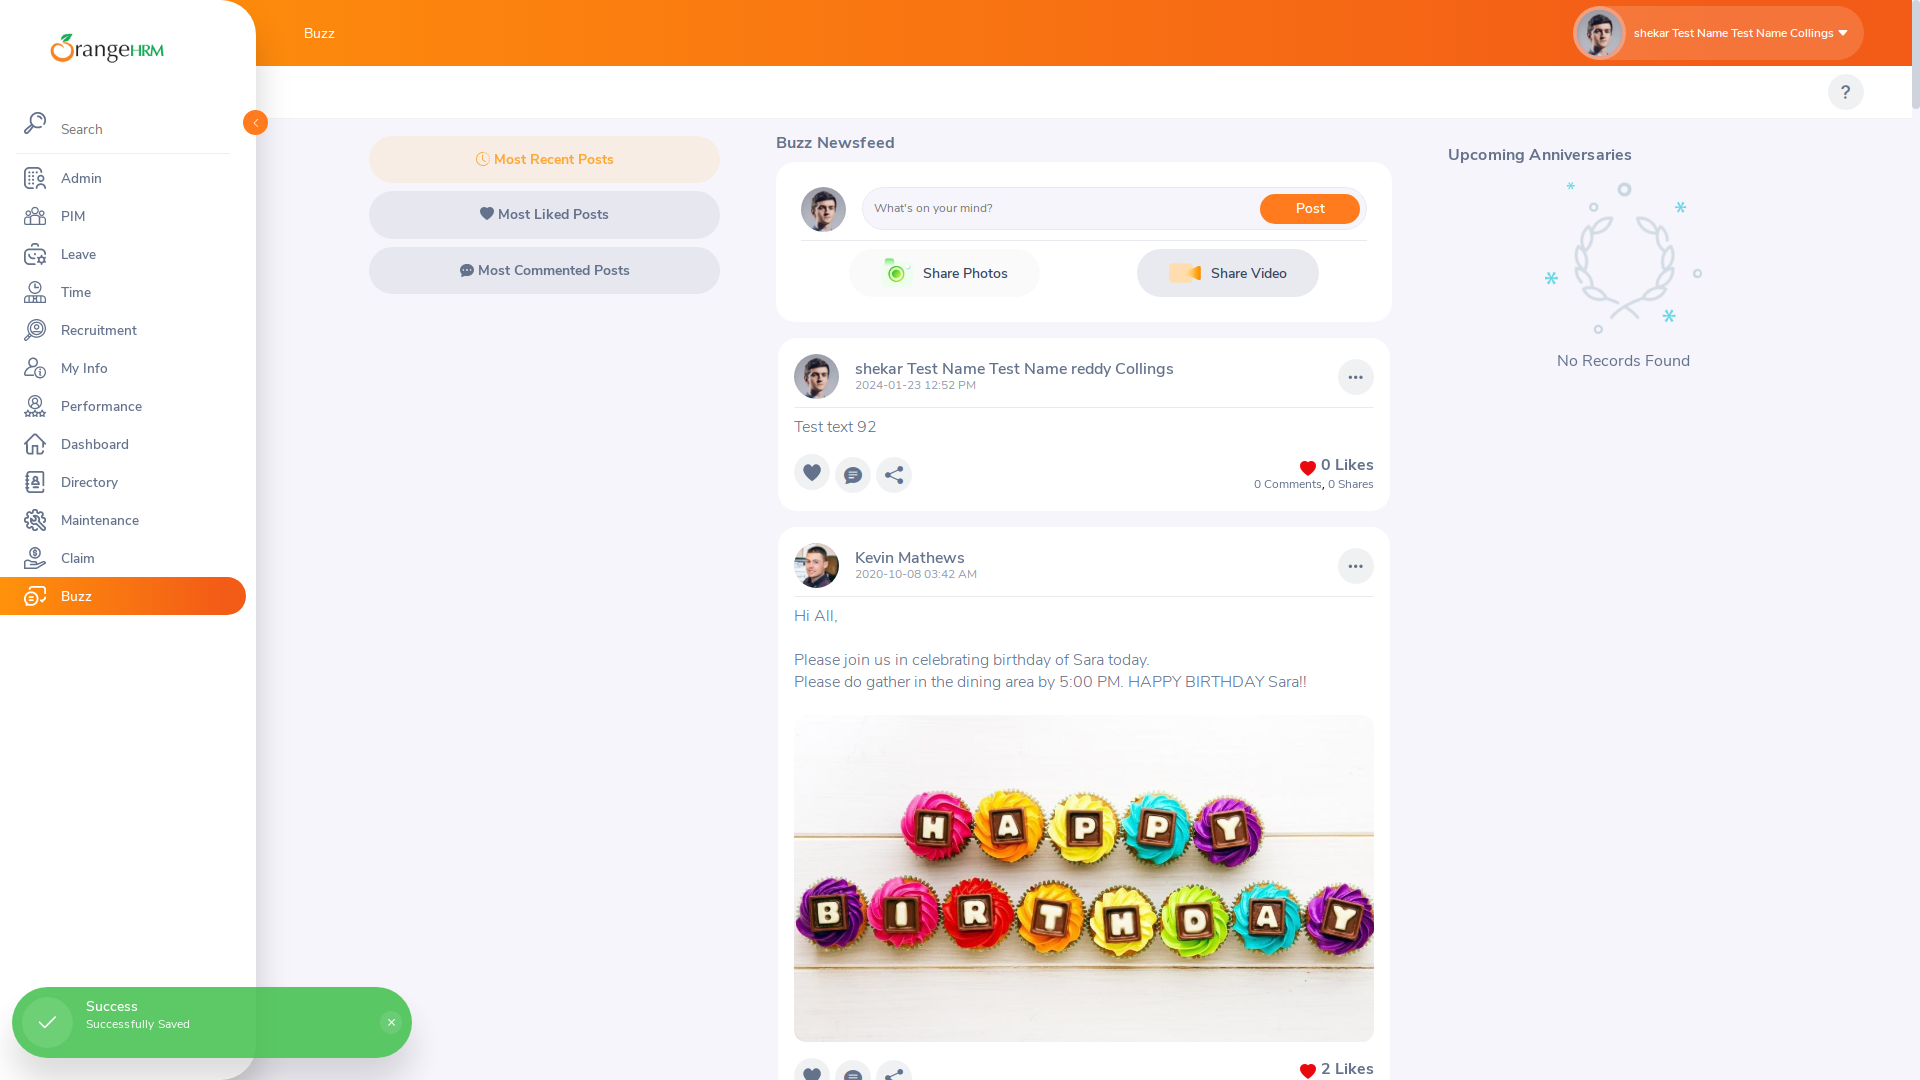 OrangeHRM
Search
Admin
PIM
Leave
Time
Recruitment
My Info
Performance
Dashboard
Directory
Maintenance
Claim
Buzz
Buzz
shekar Test Name Test Name Collings
?
Most Recent Posts
Most Liked Posts
Most Commented Posts
Buzz Newsfeed
What's on your mind?
Post
Share Photos
Share Video
shekar Test Name Test Name reddy Collings
2024-01-23 12:52 PM
Test text 92
0 Likes
0 Comments, 0 Shares
Kevin Mathews
2020-10-08 03:42 AM
Hi All,
Please join us in celebrating birthday of Sara today.
Please do gather in the dining area by 5:00 PM. HAPPY BIRTHDAY Sara!!
HAPPY
BIRTHDAY
2 Likes
Upcoming Anniversaries
No Records Found
Success
Successfully Saved